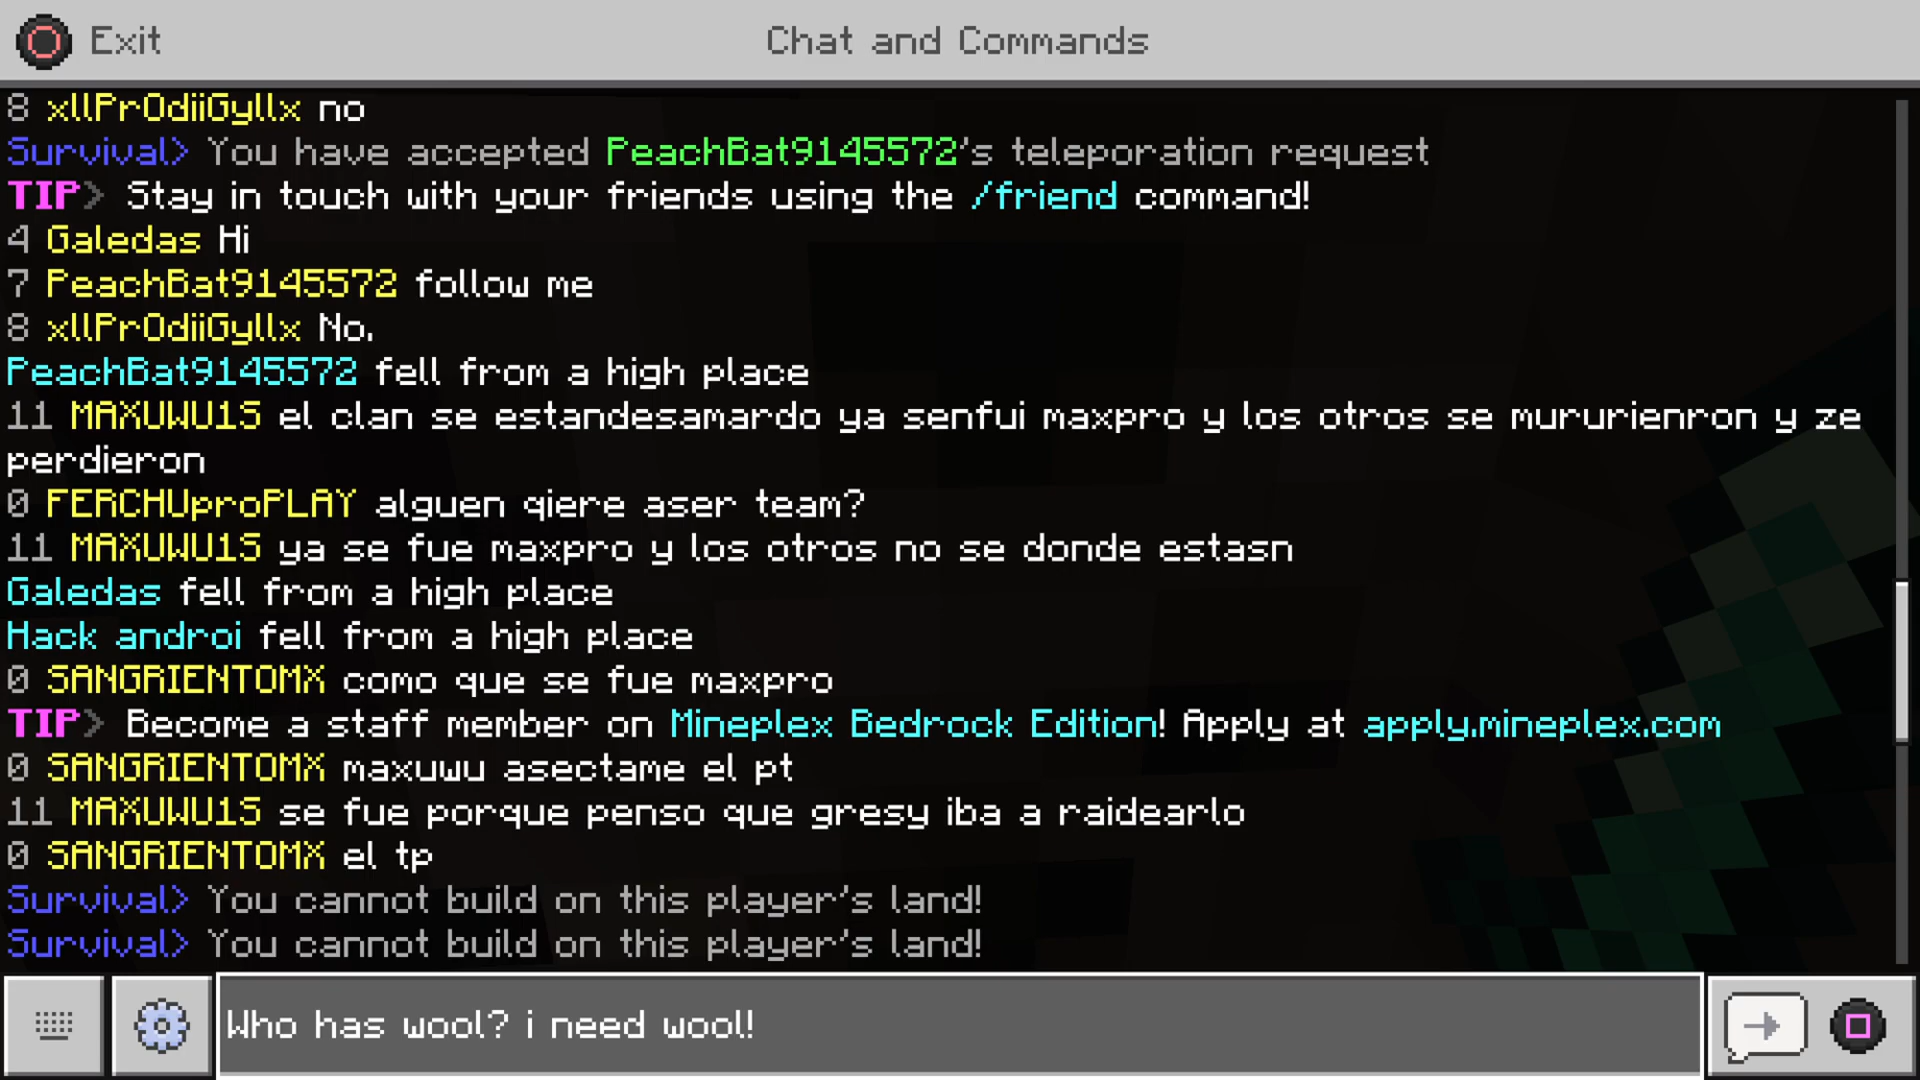 Exit
Chat and Commands
8 xllPr0diiGyllx no
Survival> You have accepted PeachBat9145572's teleporation request
TIP> Stay in touch with your friends using the /friend command!
4 Galedas Hi
7 PeachBat9145572 follow me
8 xllPr0diiGyllx No.
PeachBat9145572 fell from a high place
11 MAXUWU15 el clan se estandesamardo ya senfui maxpro y los otros se mururienron y ze
perdieron
0 FERCHUproPLAY alguen qiere aser team?
11 MAXUWU15 ya se fue maxpro y los otros no se donde estasn
Galedas fell from a high place
Hack androi fell from a high place
0 SANGRIENTOMX como que se fue maxpro
TIP> Become a staff member on Mineplex Bedrock Edition! Apply at apply.mineplex.com
0 SANGRIENTOMX maxuwu asectame el pt
11 MAXUWU15 se fue porque penso que gresy iba a raidearlo
0 SANGRIENTOMX el tp
Survival> You cannot build on this player's land!
Survival> You cannot build on this player's land!
Who has wool? i need wool!